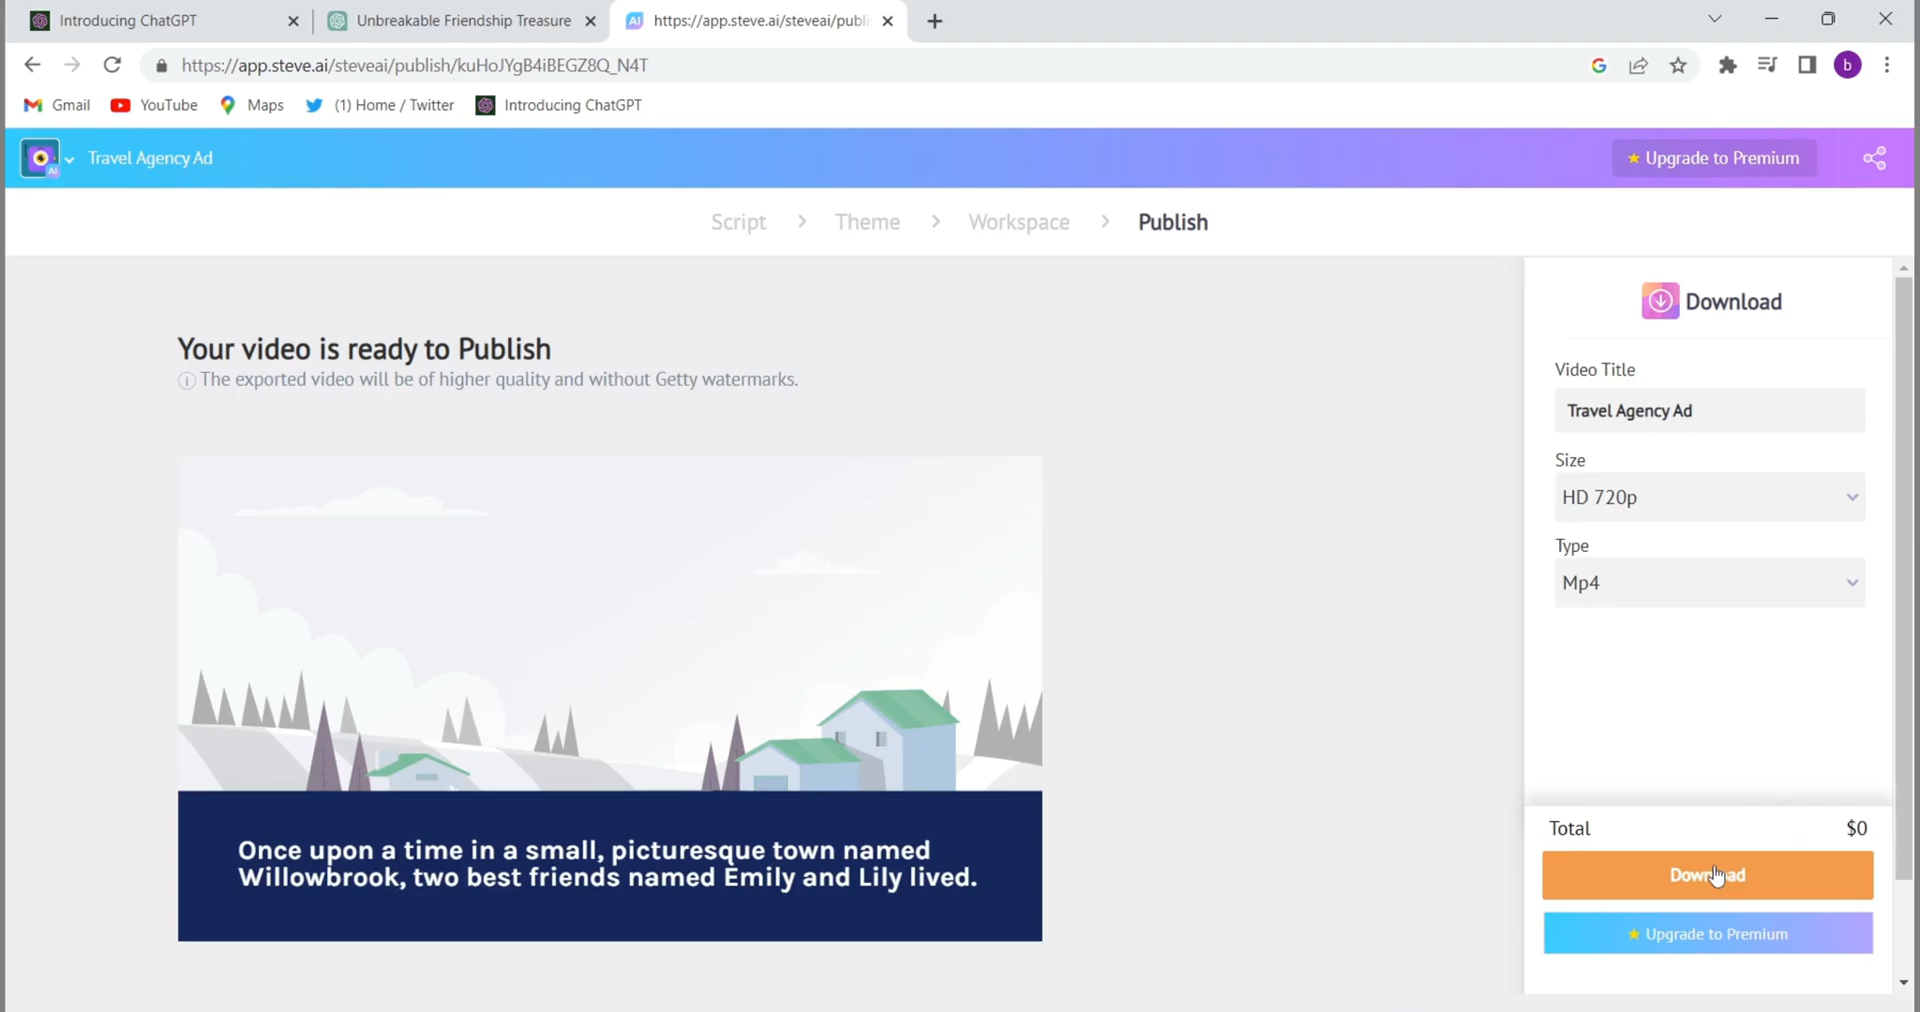 Introducing ChatGPT
Unbreakable Friendship Treasure
https://app.steve.ai/steveai/publi
https://app.steve.ai/steveai/publish/kuHoJYgB4iBEGZ8Q_N4T
b
Gmail
YouTube
Maps
(1) Home / Twitter
Introducing ChatGPT
AI
Travel Agency Ad
Upgrade to Premium
Script > Theme > Workspace > Publish
Download
Your video is ready to Publish
The exported video will be of higher quality and without Getty watermarks.
Video Title
Travel Agency Ad
Size
HD 720p
Type
Mp4
Once upon a time in a small, picturesque town named
Willowbrook, two best friends named Emily and Lily lived.
Total $0
Download
Upgrade to Premium